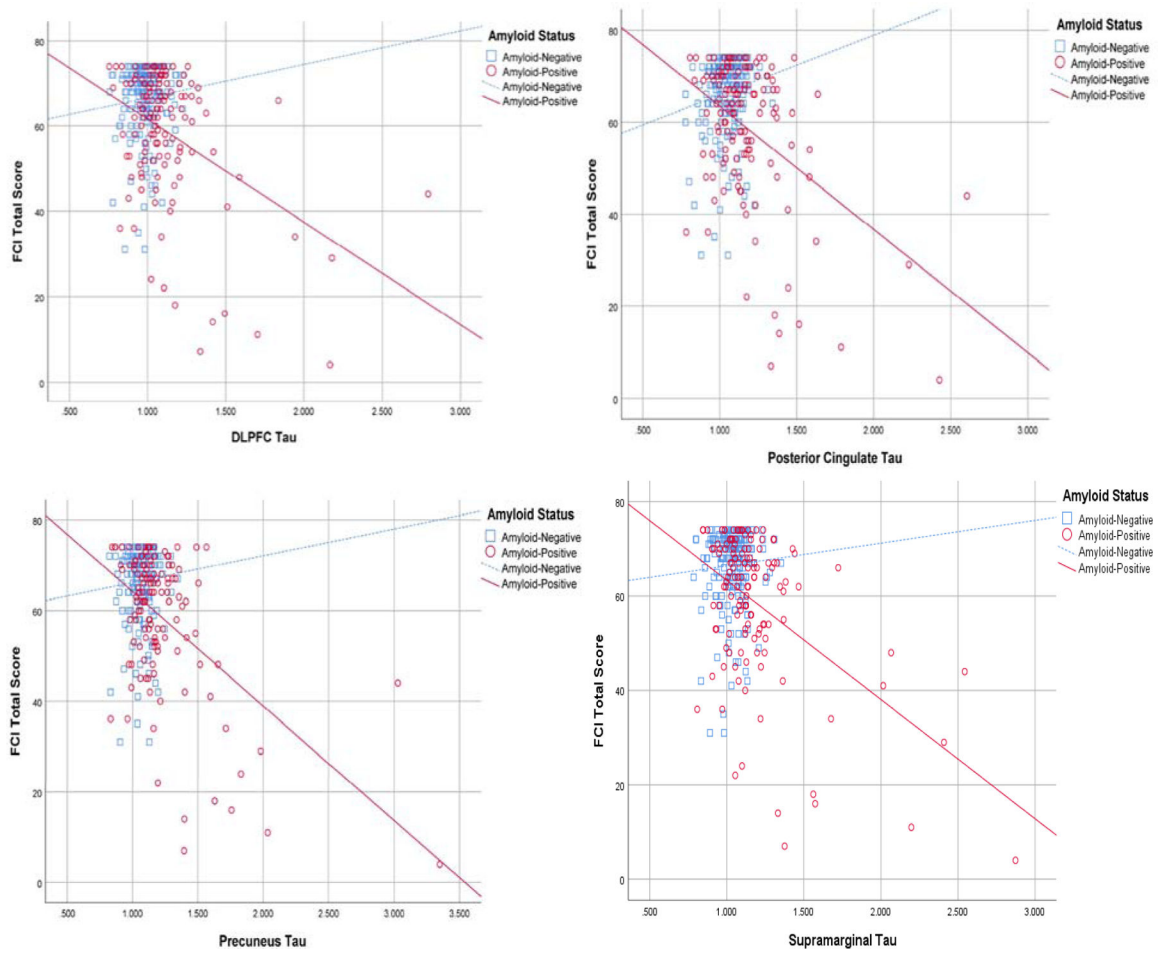 Amyloid Status
Amyloid-Negative
Amyloid-Positive
Amyloid-Negative
Amyloid-Positive
FCI Total Score
80
60
40
20
0
.500 1.000 1.500 2.000 2.500 3.000
DLPFC Tau
Amyloid Status
Amyloid-Negative
Amyloid-Positive
Amyloid-Negative
Amyloid-Positive
FCI Total Score
80
60
40
20
0
.500 1.000 1.500 2.000 2.500 3.000
Posterior Cingulate Tau
Amyloid Status
Amyloid-Negative
Amyloid-Positive
Amyloid-Negative
Amyloid-Positive
FCI Total Score
80
60
40
20
0
.500 1.000 1.500 2.000 2.500 3.000 3.500
Precuneus Tau
Amyloid Status
Amyloid-Negative
Amyloid-Positive
Amyloid-Negative
Amyloid-Positive
FCI Total Score
80
60
40
20
0
.500 1.000 1.500 2.000 2.500 3.000
Supramarginal Tau